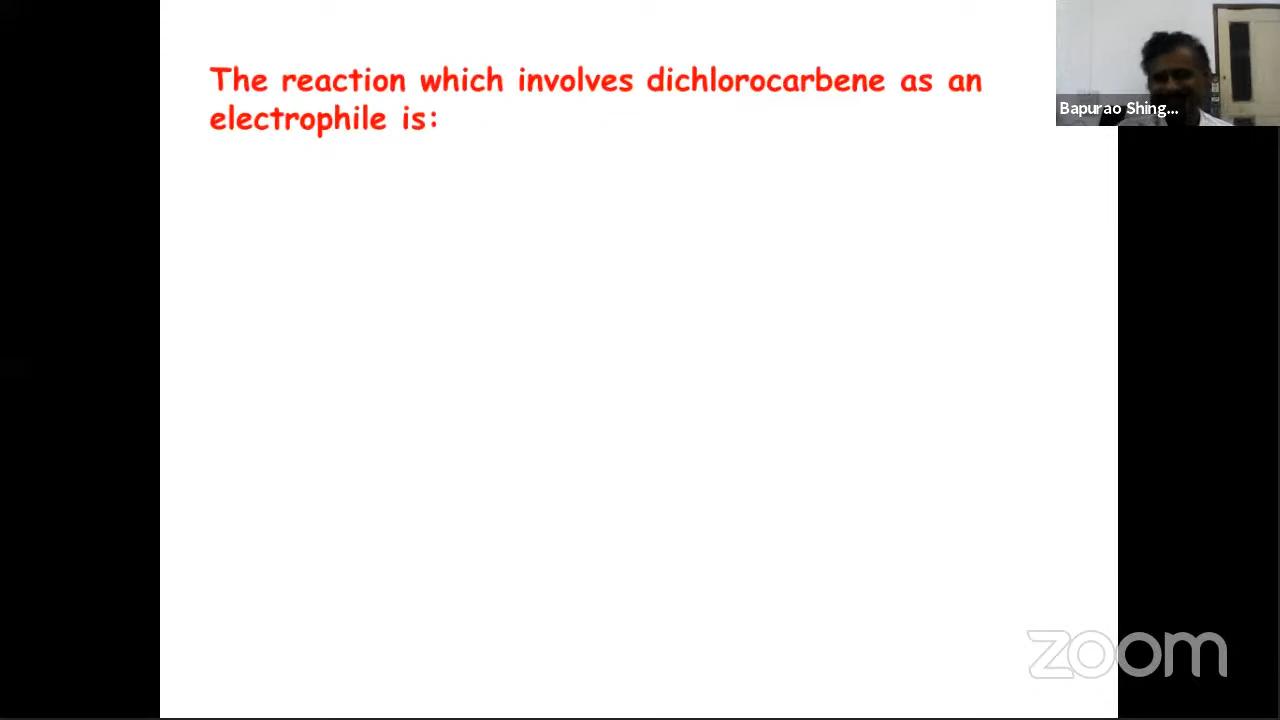 The reaction which involves dichlorocarbene as an
electrophile is:
Bapurao Shing...
zoom